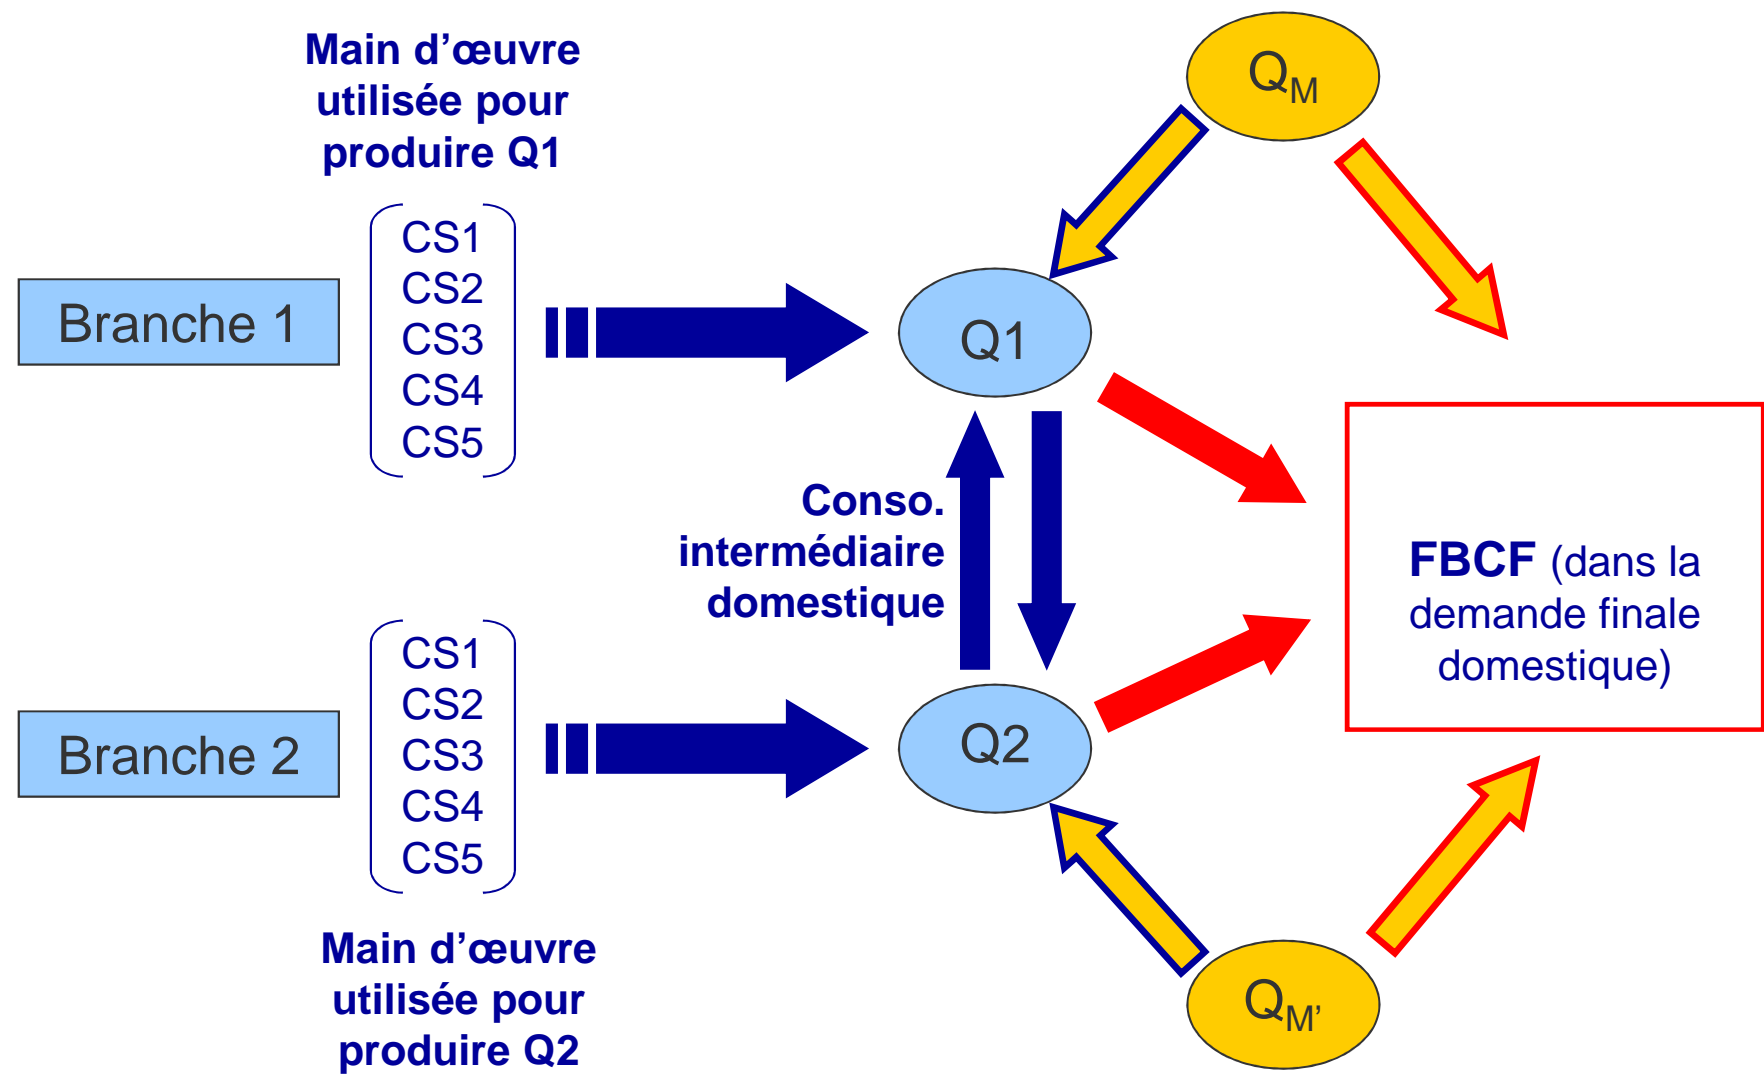 Main d’œuvre
utilisée pour
produire Q1
Branche 1
CS1
CS2
CS3
CS4
CS5
Q1
QM
Conso.
intermédiaire
domestique
FBCF (dans la
demande finale
domestique)
Branche 2
CS1
CS2
CS3
CS4
CS5
Q2
QM’
Main d’œuvre
utilisée pour
produire Q2